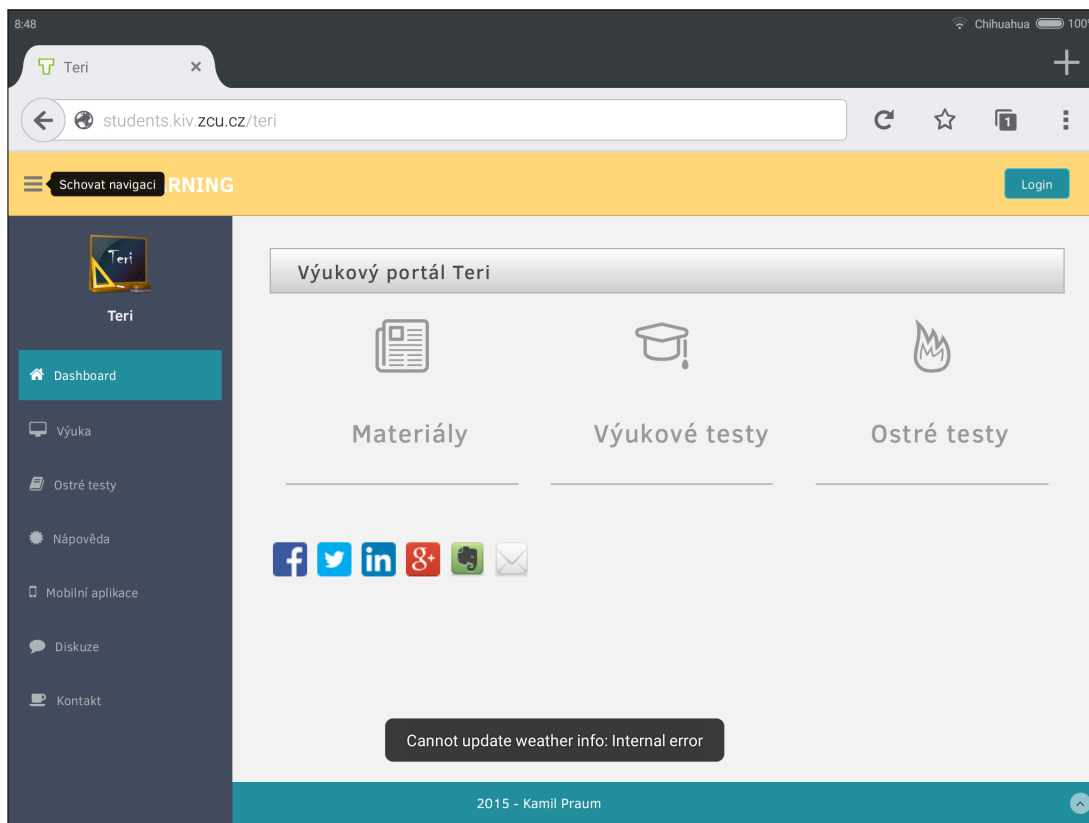 8:48
Chihuahua
100%
Teri
students.kiv.zcu.cz/teri
1
Schovat navigaci
RNING
Login
Teri
Teri
Výukový portál Teri
Dashboard
Výuka
Ostré testy
Nápověda
Mobilní aplikace
Diskuze
Kontakt
Materiály
Výukové testy
Ostré testy
Cannot update weather info: Internal error
2015 - Kamil Praum